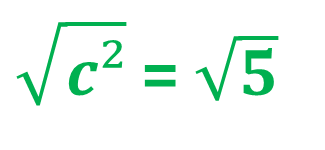 √c² = √5